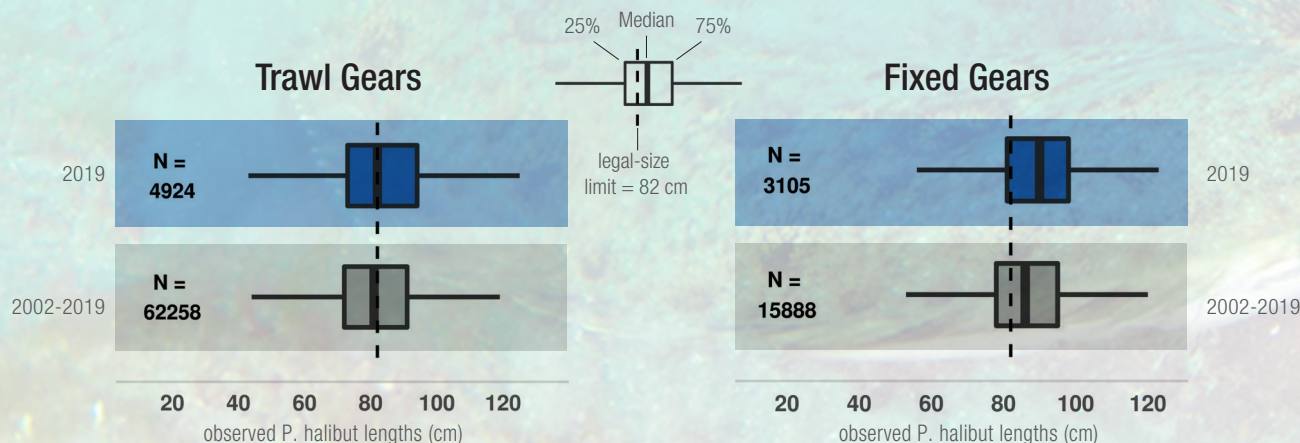 25%
Median
75%
Trawl Gears
Fixed Gears
legal-size
limit = 82 cm
2019
N =
4924
2002-2019
N =
62258
20 40 60 80 100 120
observed P. halibut lengths (cm)
N =
3105
2019
N =
15888
2002-2019
20 40 60 80 100 120
observed P. halibut lengths (cm)